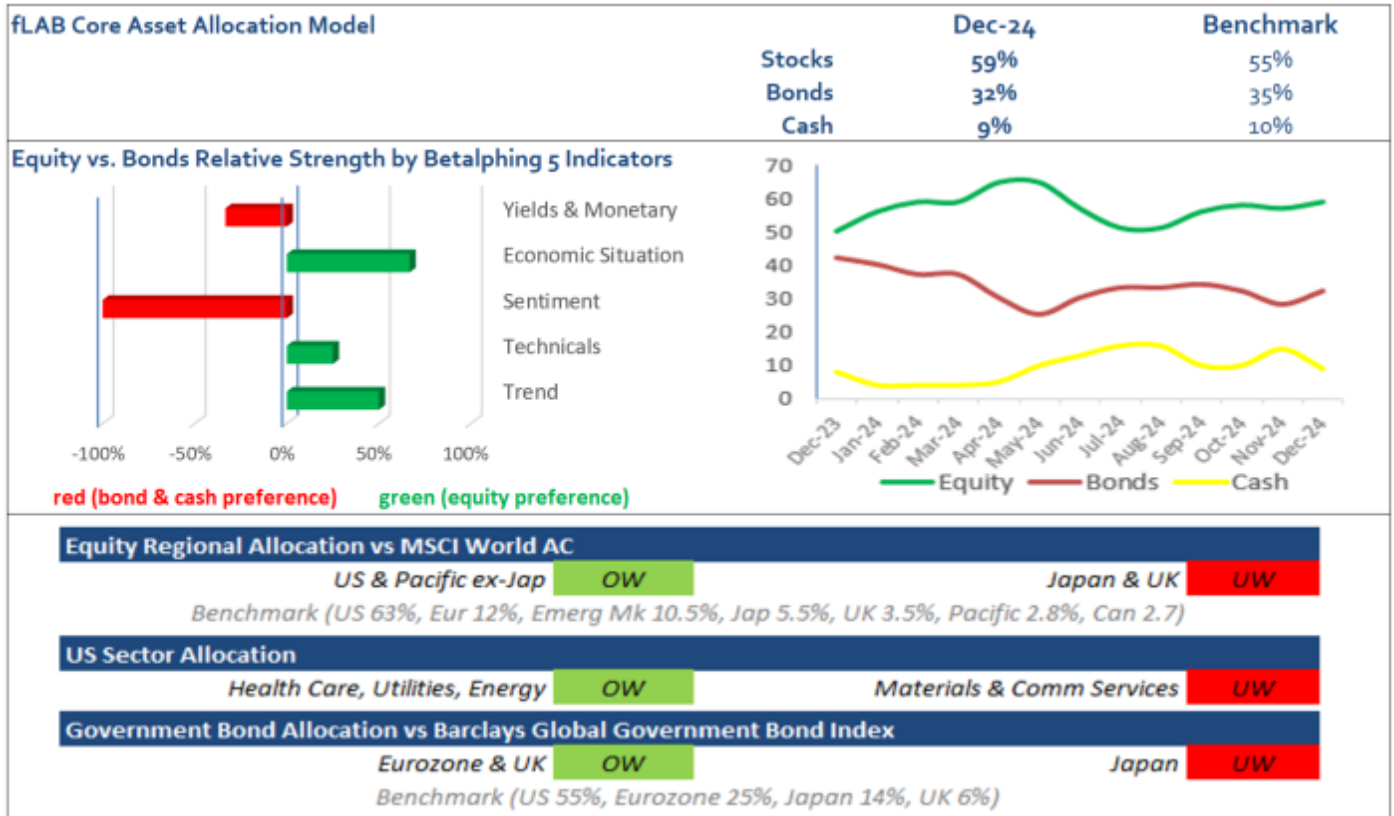 fLAB Core Asset Allocation Model Dec-24 Benchmark
Stocks 59% 55%
Bonds 32% 35%
Cash 9% 10%
Equity vs. Bonds Relative Strength by Betalphing 5 Indicators
Yields & Monetary
Economic Situation
Sentiment
Technicals
Trend
-100% -50% 0% 50% 100%
red (bond & cash preference) green (equity preference)
70
60
50
40
30
20
10
0
Dec-23 Jan-24 Feb-24 Mar-24 Apr-24 May-24 Jun-24 Jul-24 Aug-24 Sep-24 Oct-24 Nov-24 Dec-24
Equity Bonds Cash
Equity Regional Allocation vs MSCI World AC
US & Pacific ex-Jap OW Japan & UK UW
Benchmark (US 63%, Eur 12%, Emerg Mk 10.5%, Jap 5.5%, UK 3.5%, Pacific 2.8%, Can 2.7)
US Sector Allocation
Health Care, Utilities, Energy OW Materials & Comm Services UW
Government Bond Allocation vs Barclays Global Government Bond Index
Eurozone & UK OW Japan UW
Benchmark (US 55%, Eurozone 25%, Japan 14%, UK 6%)